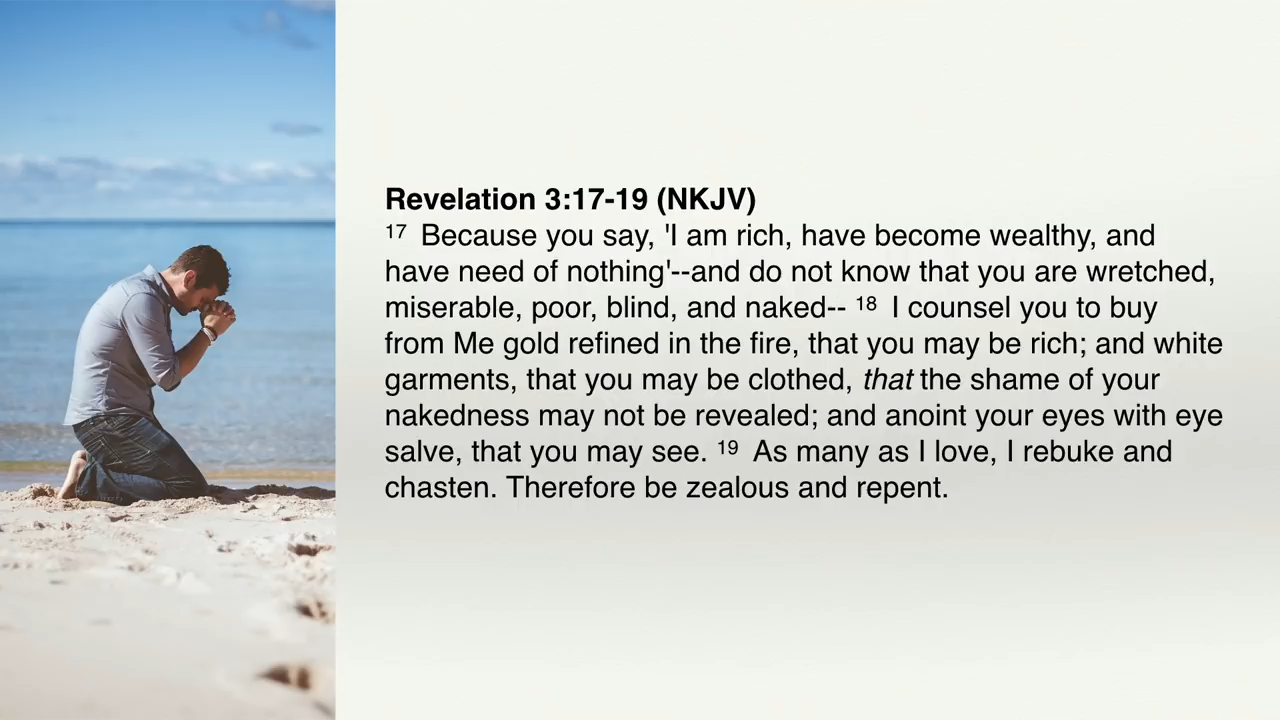 Revelation 3:17-19 (NKJV)
17 Because you say, 'I am rich, have become wealthy, and
have need of nothing'--and do not know that you are wretched,
miserable, poor, blind, and naked-- 18 I counsel you to buy
from Me gold refined in the fire, that you may be rich; and white
garments, that you may be clothed, that the shame of your
nakedness may not be revealed; and anoint your eyes with eye
salve, that you may see. 19 As many as I love, I rebuke and
chasten. Therefore be zealous and repent.